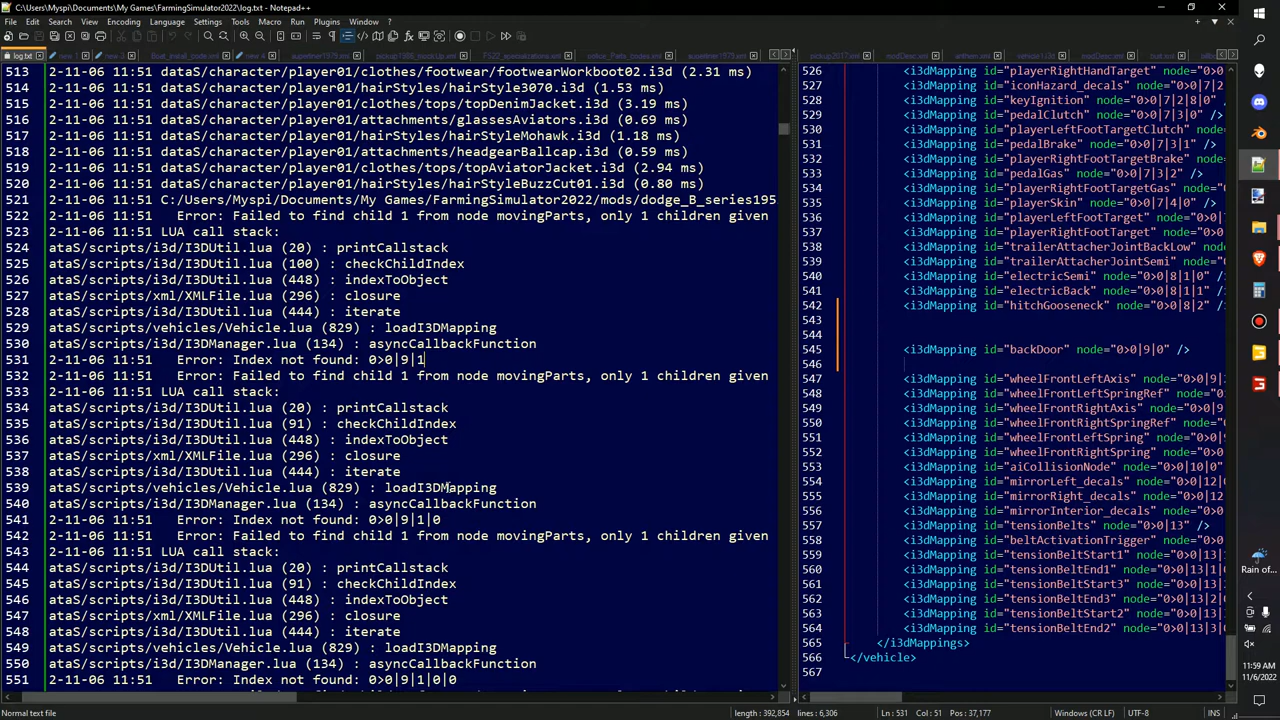 C:\Users\Myspi\Documents\My Games\FarmingSimulator2022\log.txt - Notepad++
File Edit Search View Encoding Language Settings Tools Macro Run Plugins Window ?
log.txt
513 2-11-06 11:51 dataS/character/player01/clothes/footwear/footwearWorkboot02.i3d (2.31 ms)
514 2-11-06 11:51 dataS/character/player01/hairStyles/hairStyle3070.i3d (1.53 ms)
515 2-11-06 11:51 dataS/character/player01/clothes/tops/topDenimJacket.i3d (3.19 ms)
516 2-11-06 11:51 dataS/character/player01/attachments/glassesAviators.i3d (0.69 ms)
517 2-11-06 11:51 dataS/character/player01/hairStyles/hairStyleMohawk.i3d (1.18 ms)
518 2-11-06 11:51 dataS/character/player01/attachments/headgearBallcap.i3d (0.59 ms)
519 2-11-06 11:51 dataS/character/player01/clothes/tops/topAviatorJacket.i3d (2.94 ms)
520 2-11-06 11:51 dataS/character/player01/hairStyles/hairStyleBuzzCut01.i3d (0.80 ms)
521 2-11-06 11:51 C:/Users/Myspi/Documents/My Games/FarmingSimulator2022/mods/dodge_B_series195
522 2-11-06 11:51 Error: Failed to find child 1 from node movingParts, only 1 children given
523 2-11-06 11:51 LUA call stack:
524 ataS/scripts/i3d/I3DUtil.lua (20) : printCallstack
525 ataS/scripts/i3d/I3DUtil.lua (100) : checkChildIndex
526 ataS/scripts/i3d/I3DUtil.lua (448) : indexToObject
527 ataS/scripts/xml/XMLFile.lua (296) : closure
528 ataS/scripts/i3d/I3DUtil.lua (444) : iterate
529 ataS/scripts/vehicles/Vehicle.lua (829) : loadI3DMapping
530 ataS/scripts/i3d/I3DManager.lua (134) : asyncCallbackFunction
531 2-11-06 11:51 Error: Index not found: 0>0|9|1
532 2-11-06 11:51 Error: Failed to find child 1 from node movingParts, only 1 children given
533 2-11-06 11:51 LUA call stack:
534 ataS/scripts/i3d/I3DUtil.lua (20) : printCallstack
535 ataS/scripts/i3d/I3DUtil.lua (91) : checkChildIndex
536 ataS/scripts/i3d/I3DUtil.lua (448) : indexToObject
537 ataS/scripts/xml/XMLFile.lua (296) : closure
538 ataS/scripts/i3d/I3DUtil.lua (444) : iterate
539 ataS/scripts/vehicles/Vehicle.lua (829) : loadI3DMapping
540 ataS/scripts/i3d/I3DManager.lua (134) : asyncCallbackFunction
541 2-11-06 11:51 Error: Index not found: 0>0|9|1|0
542 2-11-06 11:51 Error: Failed to find child 1 from node movingParts, only 1 children given
543 2-11-06 11:51 LUA call stack:
544 ataS/scripts/i3d/I3DUtil.lua (20) : printCallstack
545 ataS/scripts/i3d/I3DUtil.lua (91) : checkChildIndex
546 ataS/scripts/i3d/I3DUtil.lua (448) : indexToObject
547 ataS/scripts/xml/XMLFile.lua (296) : closure
548 ataS/scripts/i3d/I3DUtil.lua (444) : iterate
549 ataS/scripts/vehicles/Vehicle.lua (829) : loadI3DMapping
550 ataS/scripts/i3d/I3DManager.lua (134) : asyncCallbackFunction
551 2-11-06 11:51 Error: Index not found: 0>0|9|1|0|0
526 <i3dMapping id="playerRightHandTarget" node="0>0
527 <i3dMapping id="iconHazard_decals" node="0>0|7|2
528 <i3dMapping id="keyIgnition" node="0>0|7|2|8|0" />
529 <i3dMapping id="pedalClutch" node="0>0|7|3|0" />
530 <i3dMapping id="playerLeftFootTargetClutch" node="0>0
531 <i3dMapping id="pedalBrake" node="0>0|7|3|1" />
532 <i3dMapping id="playerRightFootTargetBrake" node="0>0
533 <i3dMapping id="pedalGas" node="0>0|7|3|2" />
534 <i3dMapping id="playerRightFootTargetGas" node="0>0
535 <i3dMapping id="playerSkin" node="0>0|7|4|0" />
536 <i3dMapping id="playerLeftFootTarget" node="0>0|
537 <i3dMapping id="playerRightFootTarget" node="0>0
538 <i3dMapping id="trailerAttacherJointBackLow" node="0>
539 <i3dMapping id="trailerAttacherJointSemi" node="0>0
540 <i3dMapping id="electricSemi" node="0>0|8|1|0" />
541 <i3dMapping id="electricBack" node="0>0|8|1|1" />
542 <i3dMapping id="hitchGooseneck" node="0>0|8|2" />
543
544
545 <i3dMapping id="backDoor" node="0>0|9|0" />
546
547 <i3dMapping id="wheelFrontLeftAxis" node="0>0|9|
548 <i3dMapping id="wheelFrontLeftSpringRef" node="0
549 <i3dMapping id="wheelFrontRightAxis" node="0>0|9
550 <i3dMapping id="wheelFrontRightSpringRef" node="0
551 <i3dMapping id="wheelFrontLeftSpring" node="0>0|
552 <i3dMapping id="wheelFrontRightSpring" node="0>0
553 <i3dMapping id="aiCollisionNode" node="0>0|10|0"
554 <i3dMapping id="mirrorLeft_decals" node="0>0|12|
555 <i3dMapping id="mirrorRight_decals" node="0>0|12
556 <i3dMapping id="mirrorInterior_decals" node="0>0
557 <i3dMapping id="tensionBelts" node="0>0|13" />
558 <i3dMapping id="beltActivationTrigger" node="0>0
559 <i3dMapping id="tensionBeltStart1" node="0>0|13|
560 <i3dMapping id="tensionBeltEnd1" node="0>0|13|1|
561 <i3dMapping id="tensionBeltStart3" node="0>0|13|
562 <i3dMapping id="tensionBeltEnd3" node="0>0|13|2|
563 <i3dMapping id="tensionBeltStart2" node="0>0|13|
564 <i3dMapping id="tensionBeltEnd2" node="0>0|13|3|
565 </i3dMappings>
566 </vehicle>
567
Rain of...
11:59 AM
11/6/2022
Normal text file length : 392,854 lines : 6,306 Ln : 531 Col : 51 Pos : 37,177 Windows (CR LF) UTF-8 INS